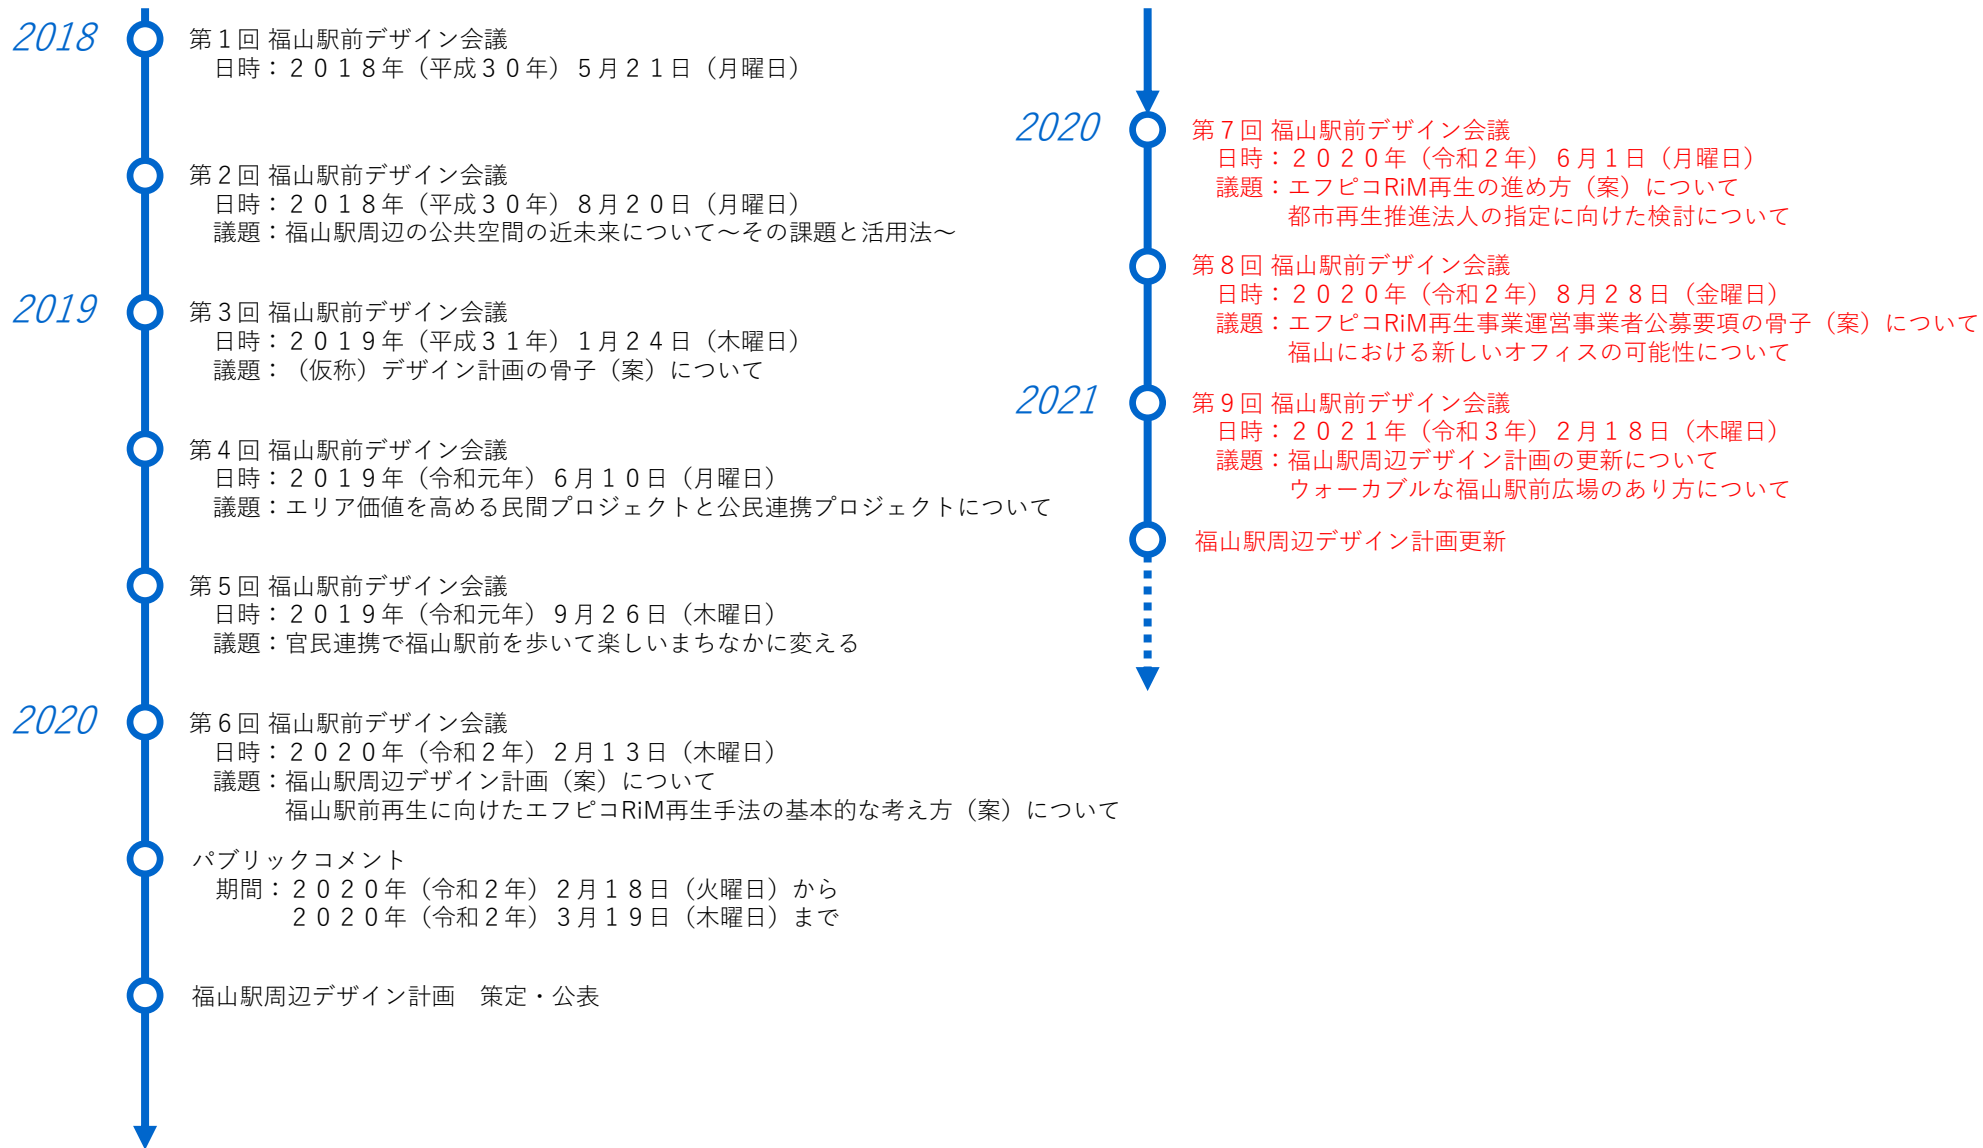 2018
第１回 福山駅前デザイン会議
日時：２０１８年（平成３０年）５月２１日（月曜日）
第２回 福山駅前デザイン会議
日時：２０１８年（平成３０年）８月２０日（月曜日）
議題：福山駅周辺の公共空間の近未来について～その課題と活用法～
2019
第３回 福山駅前デザイン会議
日時：２０１９年（平成３１年）１月２４日（木曜日）
議題：（仮称）デザイン計画の骨子（案）について
第４回 福山駅前デザイン会議
日時：２０１９年（令和元年）６月１０日（月曜日）
議題：エリア価値を高める民間プロジェクトと公民連携プロジェクトについて
第５回 福山駅前デザイン会議
日時：２０１９年（令和元年）９月２６日（木曜日）
議題：官民連携で福山駅前を歩いて楽しいまちなかに変える
2020
第６回 福山駅前デザイン会議
日時：２０２０年（令和２年）２月１３日（木曜日）
議題：福山駅周辺デザイン計画（案）について
福山駅前再生に向けたエフピコRiM再生手法の基本的な考え方（案）について
パブリックコメント
期間：２０２０年（令和２年）２月１８日（火曜日）から
２０２０年（令和２年）３月１９日（木曜日）まで
福山駅周辺デザイン計画　策定・公表
2020
第７回 福山駅前デザイン会議
日時：２０２０年（令和２年）６月１日（月曜日）
議題：エフピコRiM再生の進め方（案）について
都市再生推進法人の指定に向けた検討について
第８回 福山駅前デザイン会議
日時：２０２０年（令和２年）８月２８日（金曜日）
議題：エフピコRiM再生事業運営事業者公募要項の骨子（案）について
福山における新しいオフィスの可能性について
2021
第９回 福山駅前デザイン会議
日時：２０２１年（令和３年）２月１８日（木曜日）
議題：福山駅周辺デザイン計画の更新について
ウォーカブルな福山駅前広場のあり方について
福山駅周辺デザイン計画更新